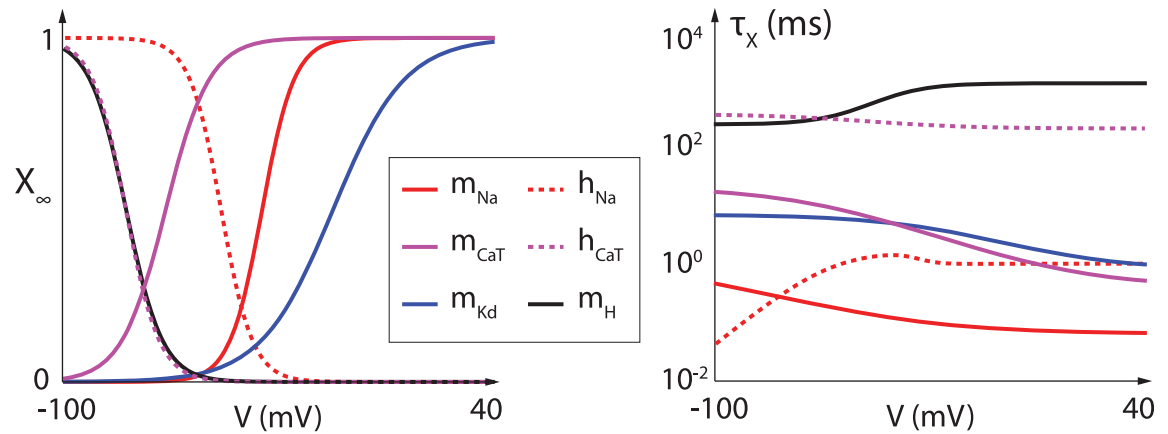 1
X∞
0
-100
V (mV)
40
m_Na
h_Na
m_CaT
h_CaT
m_Kd
m_H
τ_X (ms)
10^4
10^2
10^0
10^-2
-100
V (mV)
40